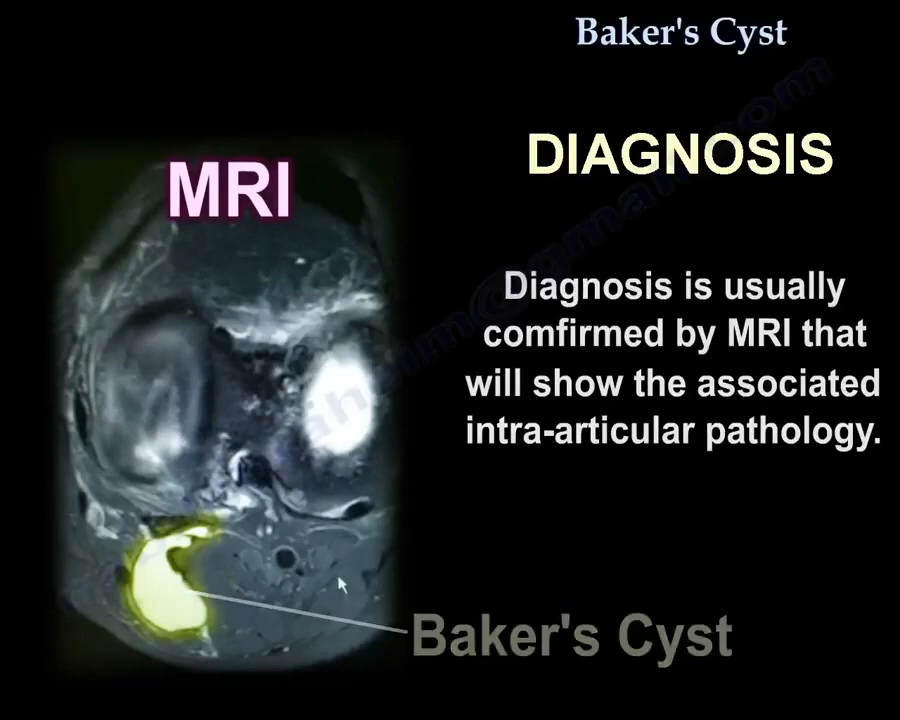 Baker's Cyst
DIAGNOSIS
MRI
Diagnosis is usually
comfirmed by MRI that
will show the associated
intra-articular pathology.
Baker's Cyst